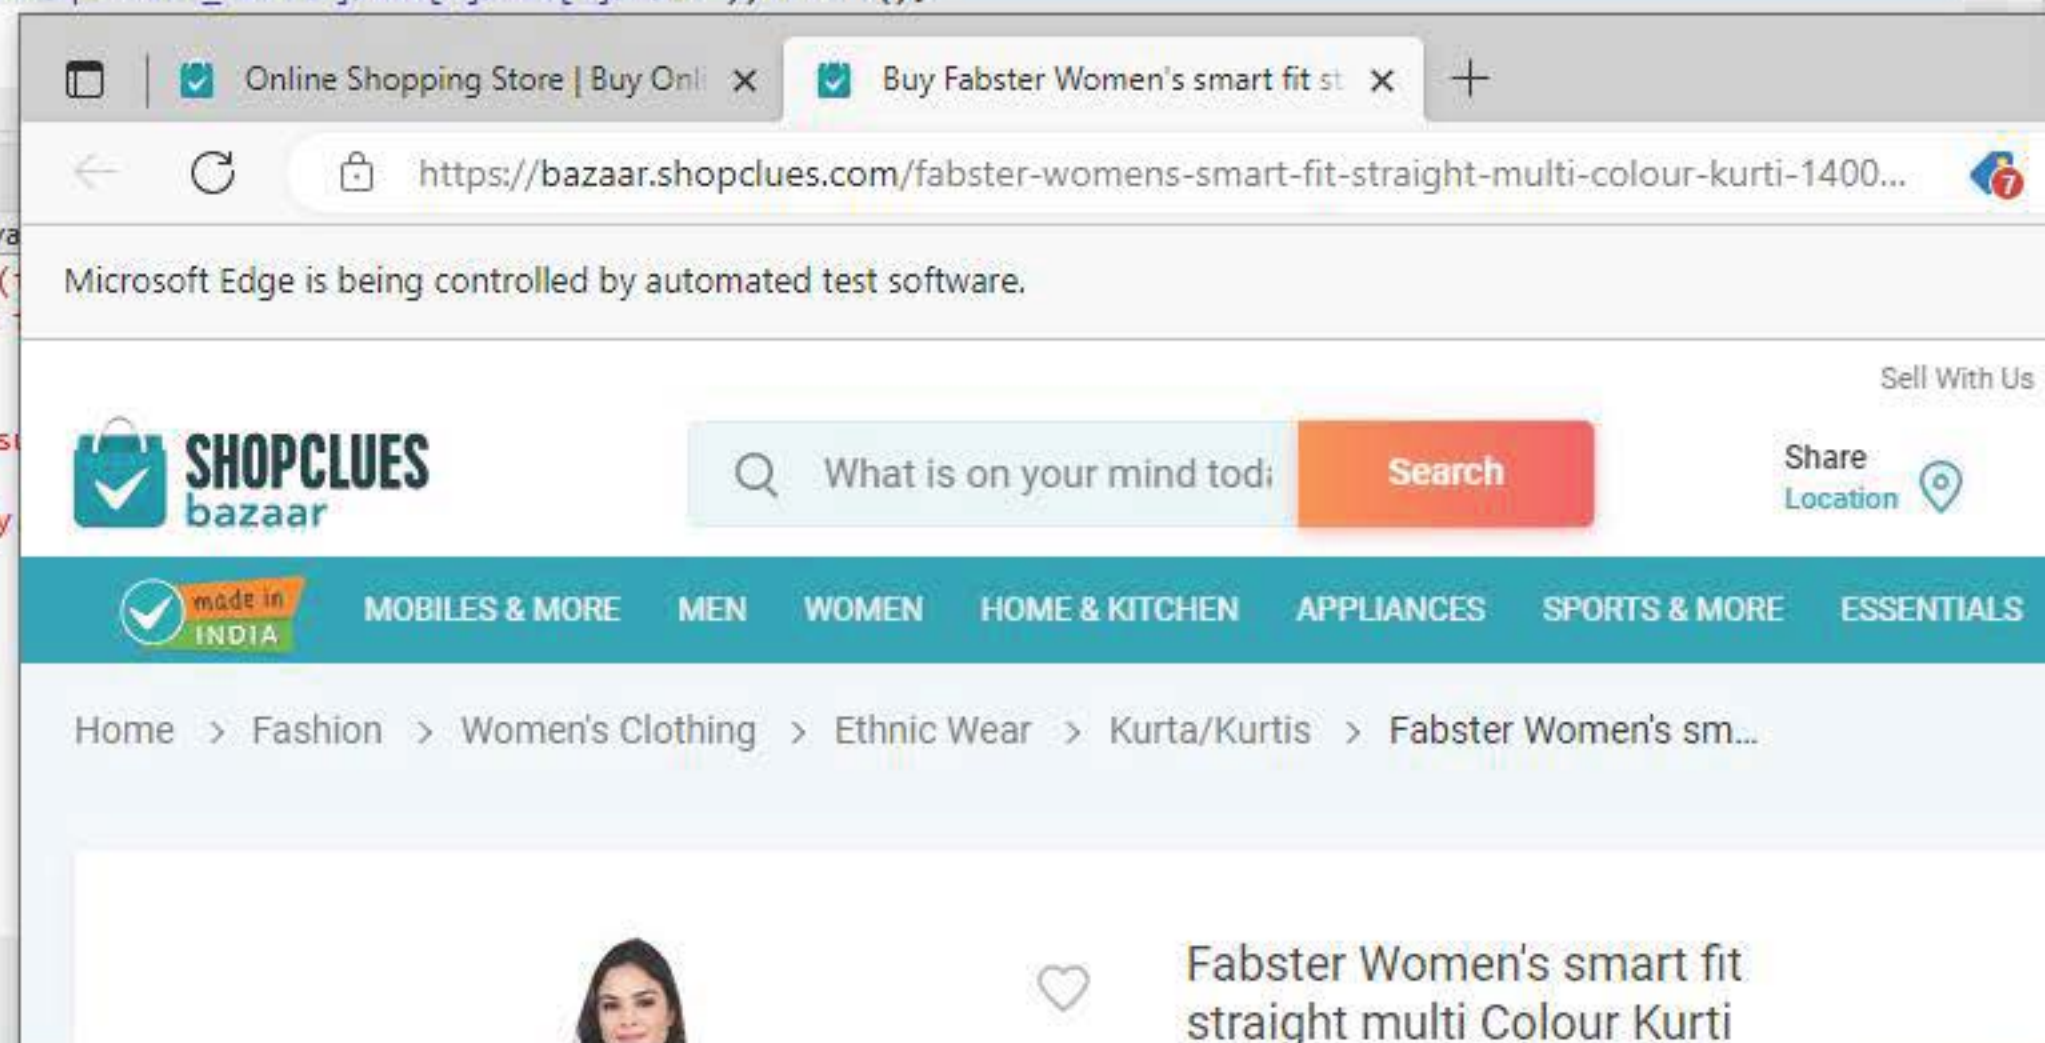 Online Shopping Store | Buy Onli
Buy Fabster Women's smart fit st
https://bazaar.shopclues.com/fabster-womens-smart-fit-straight-multi-colour-kurti-1400...
7
Microsoft Edge is being controlled by automated test software.
Sell With Us
SHOPCLUES
bazaar
What is on your mind toda
Search
Share
Location
made in
INDIA
MOBILES & MORE MEN WOMEN HOME & KITCHEN APPLIANCES SPORTS & MORE ESSENTIALS
Home > Fashion > Women's Clothing > Ethnic Wear > Kurta/Kurtis > Fabster Women's sm...
Fabster Women's smart fit
straight multi Colour Kurti